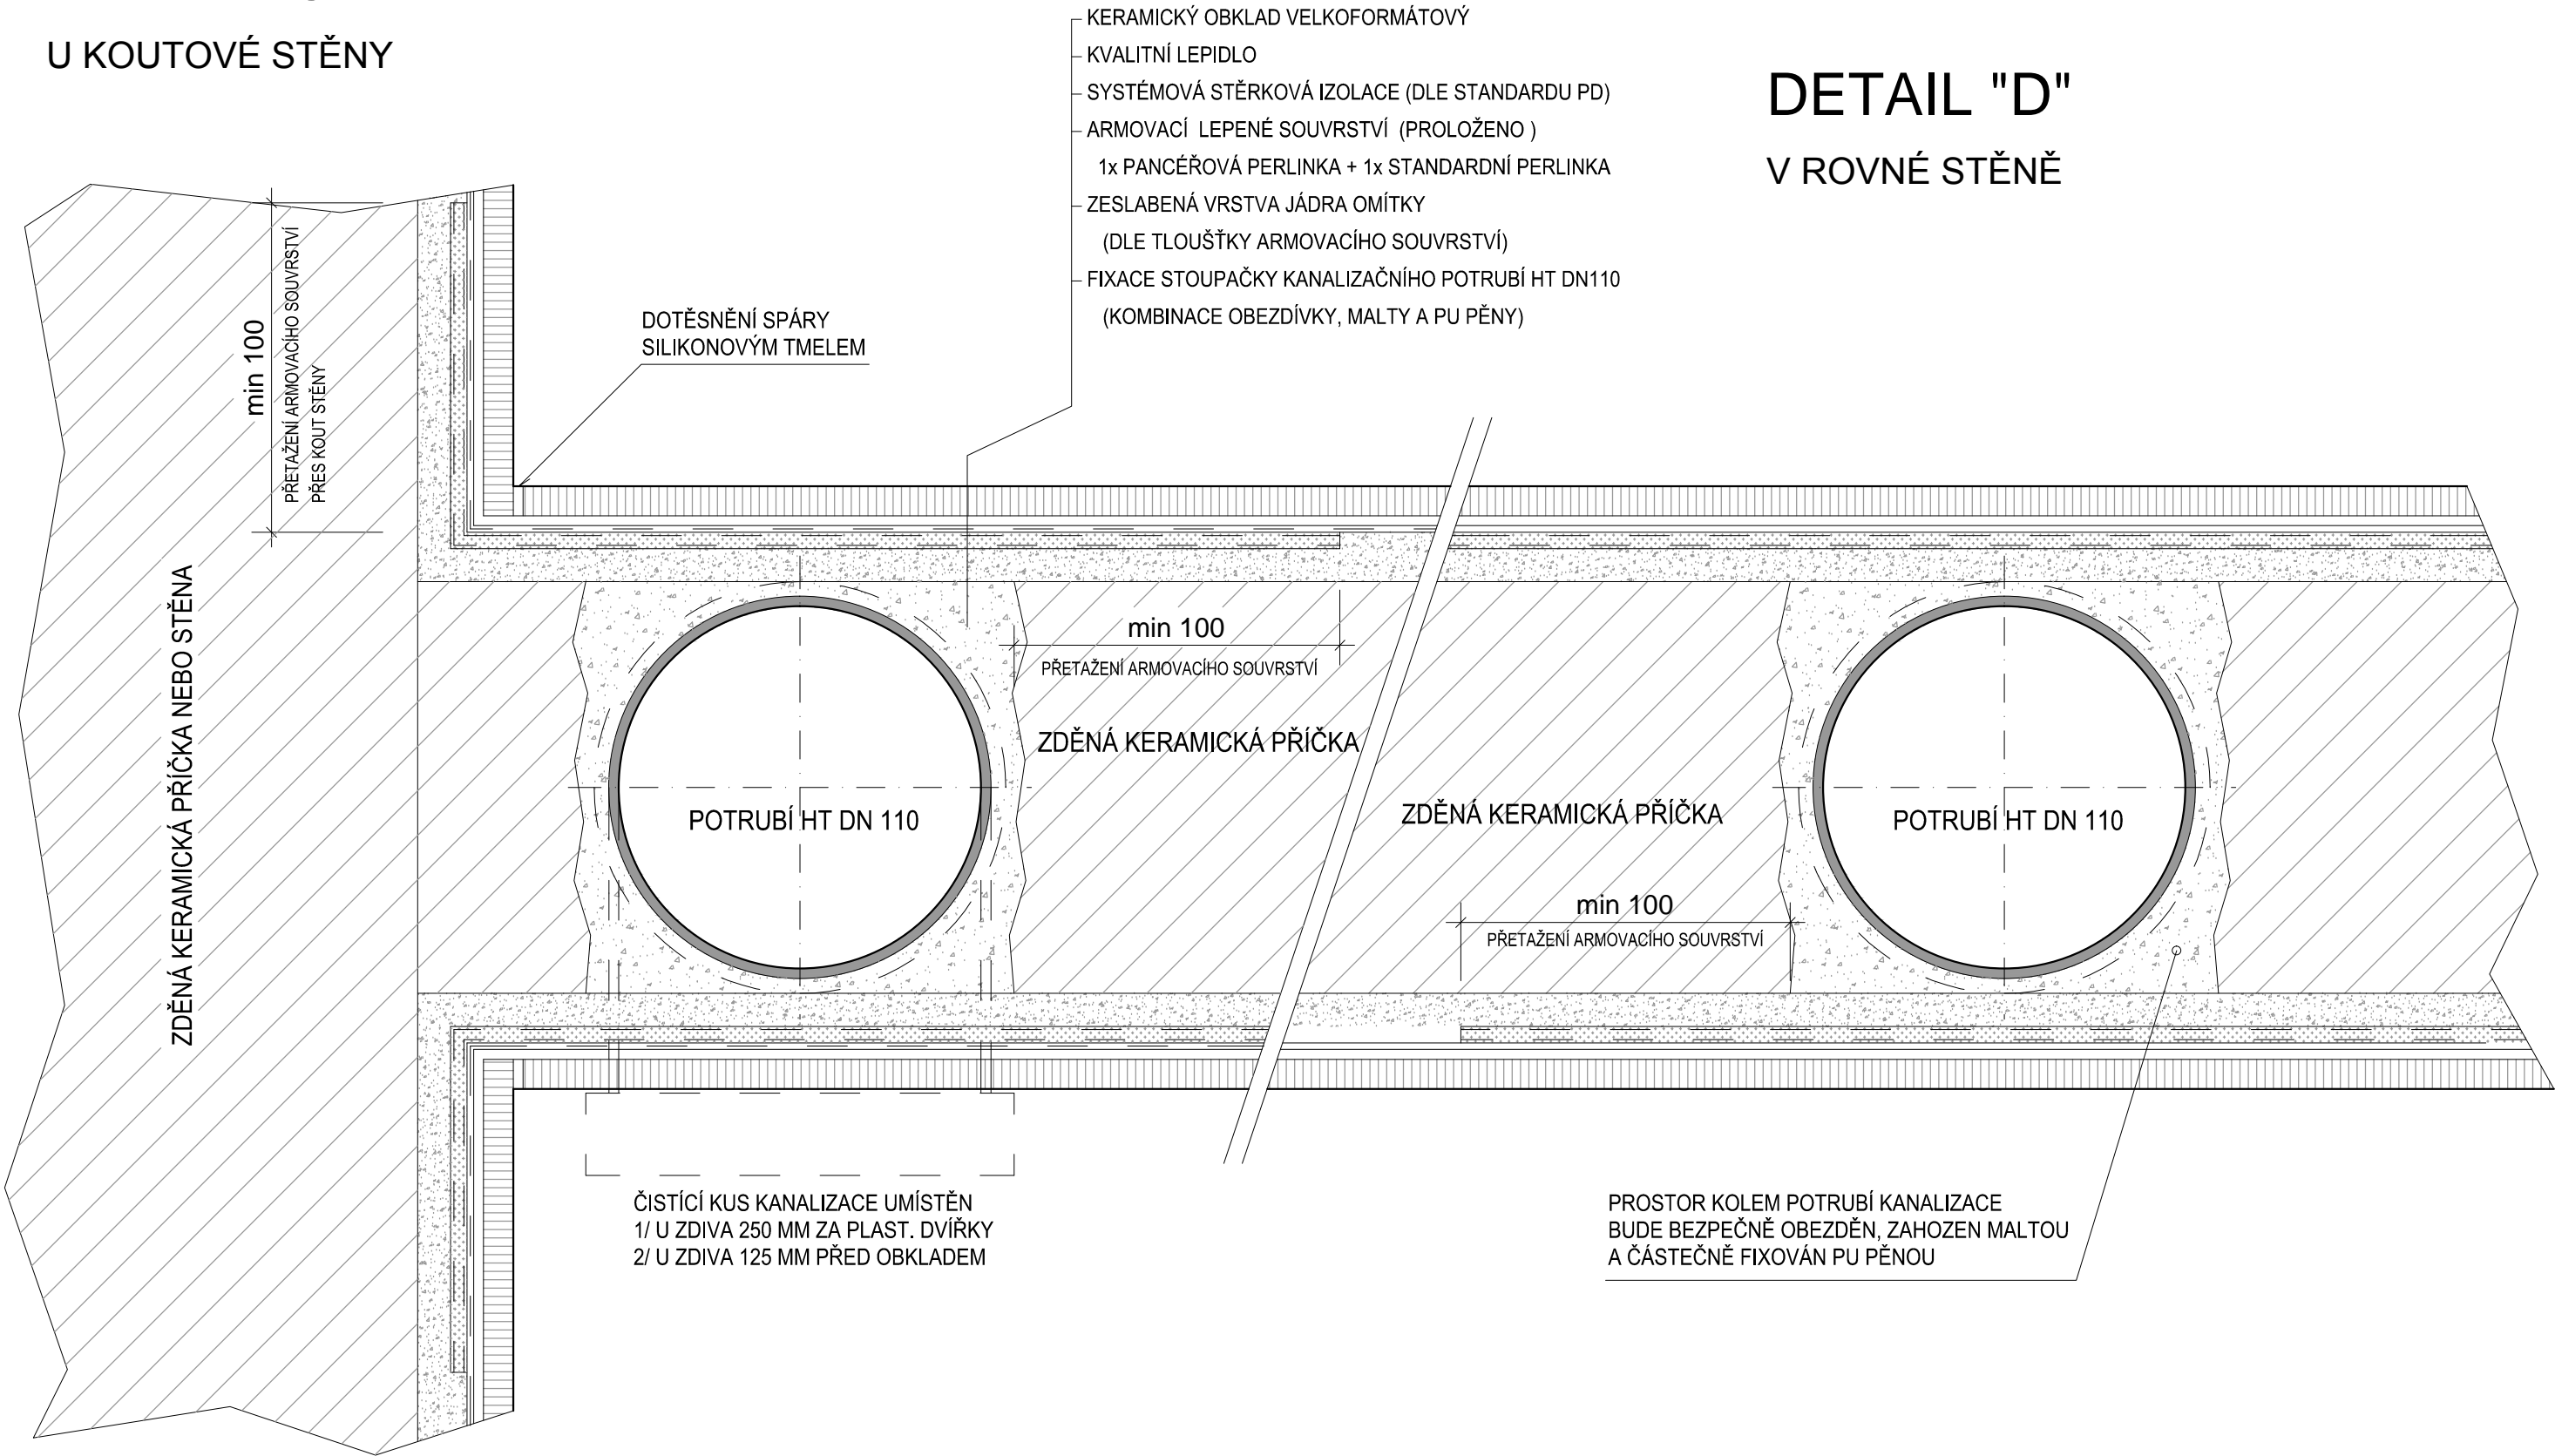 U KOUTOVÉ STĚNY
KERAMICKÝ OBKLAD VELKOFORMÁTOVÝ
KVALITNÍ LEPIDLO
SYSTÉMOVÁ STĚRKOVÁ IZOLACE (DLE STANDARDU PD)
ARMOVACÍ LEPENÉ SOUVRSTVÍ (PROLOŽENO )
1x PANCÉŘOVÁ PERLINKA + 1x STANDARDNÍ PERLINKA
ZESLABENÁ VRSTVA JÁDRA OMÍTKY
(DLE TLOUŠŤKY ARMOVACÍHO SOUVRSTVÍ)
FIXACE STOUPAČKY KANALIZAČNÍHO POTRUBÍ HT DN110
(KOMBINACE OBEZDÍVKY, MALTY A PU PĚNY)
DETAIL "D"
V ROVNÉ STĚNĚ
min 100
PŘETAŽENÍ ARMOVACÍHO SOUVRSTVÍ
PŘES KOUT STĚNY
DOTĚSNĚNÍ SPÁRY
SILIKONOVÝM TMELEM
ZDĚNÁ KERAMICKÁ PŘÍČKA NEBO STĚNA
min 100
PŘETAŽENÍ ARMOVACÍHO SOUVRSTVÍ
ZDĚNÁ KERAMICKÁ PŘÍČKA
POTRUBÍ HT DN 110
ZDĚNÁ KERAMICKÁ PŘÍČKA
POTRUBÍ HT DN 110
min 100
PŘETAŽENÍ ARMOVACÍHO SOUVRSTVÍ
ČISTÍCÍ KUS KANALIZACE UMÍSTĚN
1/ U ZDIVA 250 MM ZA PLAST. DVÍŘKY
2/ U ZDIVA 125 MM PŘED OBKLADEM
PROSTOR KOLEM POTRUBÍ KANALIZACE
BUDE BEZPEČNĚ OBEZDĚN, ZAHOZEN MALTOU
A ČÁSTEČNĚ FIXOVÁN PU PĚNOU